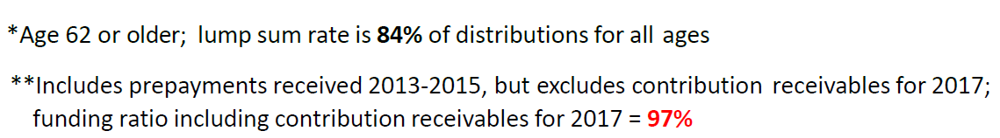 *Age 62 or older; lump sum rate is 84% of distributions for all ages
**Includes prepayments received 2013-2015, but excludes contribution receivables for 2017;
funding ratio including contribution receivables for 2017 = 97%